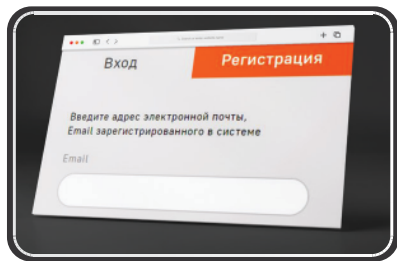 Вход
Регистрация
Введите адрес электронной почты,
Email зарегистрированного в системе
Email